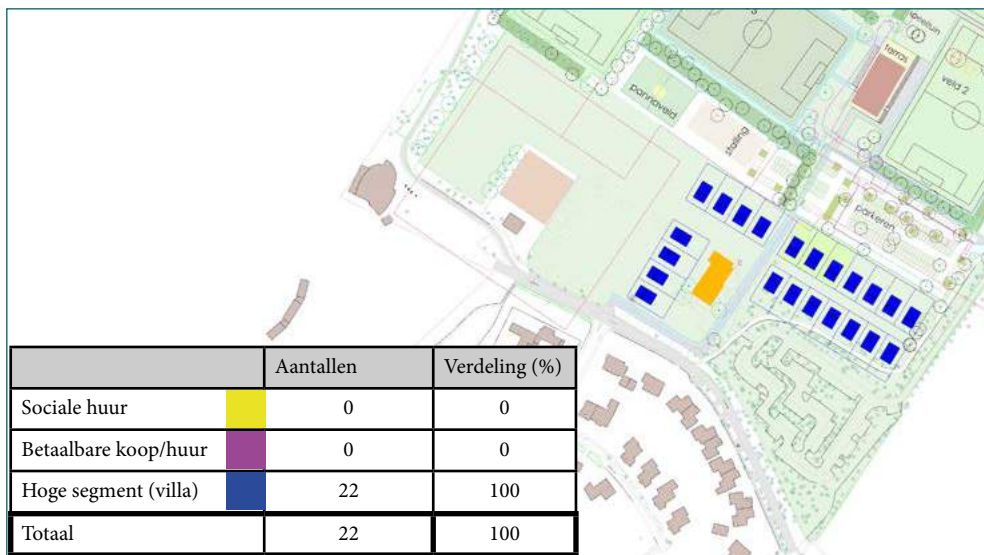 terras
veld 2
pannaveld
stalling
parkeren
Aantallen Verdeling (%)
Sociale huur 0 0
Betaalbare koop/huur 0 0
Hoge segment (villa) 22 100
Totaal 22 100